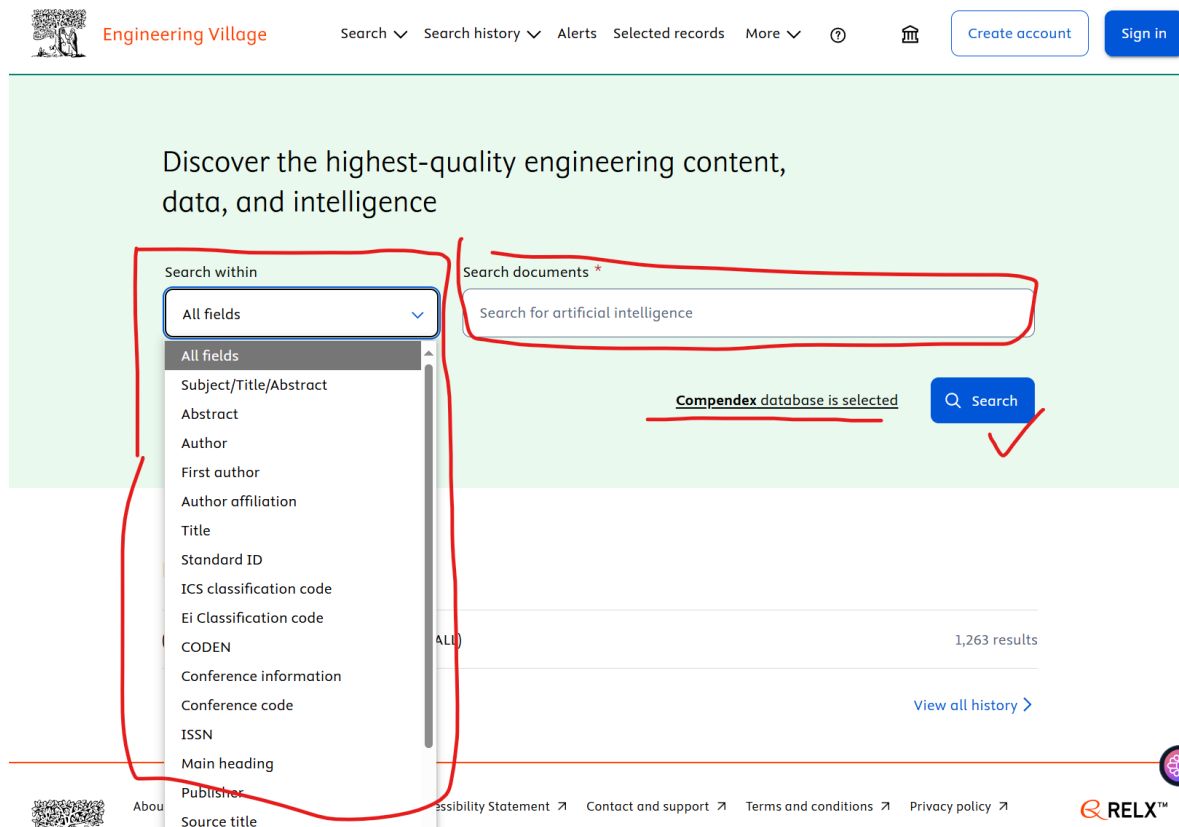 Engineering Village
Search Search history Alerts Selected records More Create account Sign in
Discover the highest-quality engineering content,
data, and intelligence
Search within
All fields
Search documents *
Search for artificial intelligence
Compendex database is selected
Search
All fields
Subject/Title/Abstract
Abstract
Author
First author
Author affiliation
Title
Standard ID
ICS classification code
Ei Classification code
CODEN
Conference information
Conference code
ISSN
Main heading
Publisher
Source title
ALL)
1,263 results
View all history
Abou
essibility Statement Contact and support Terms and conditions Privacy policy
RELX™